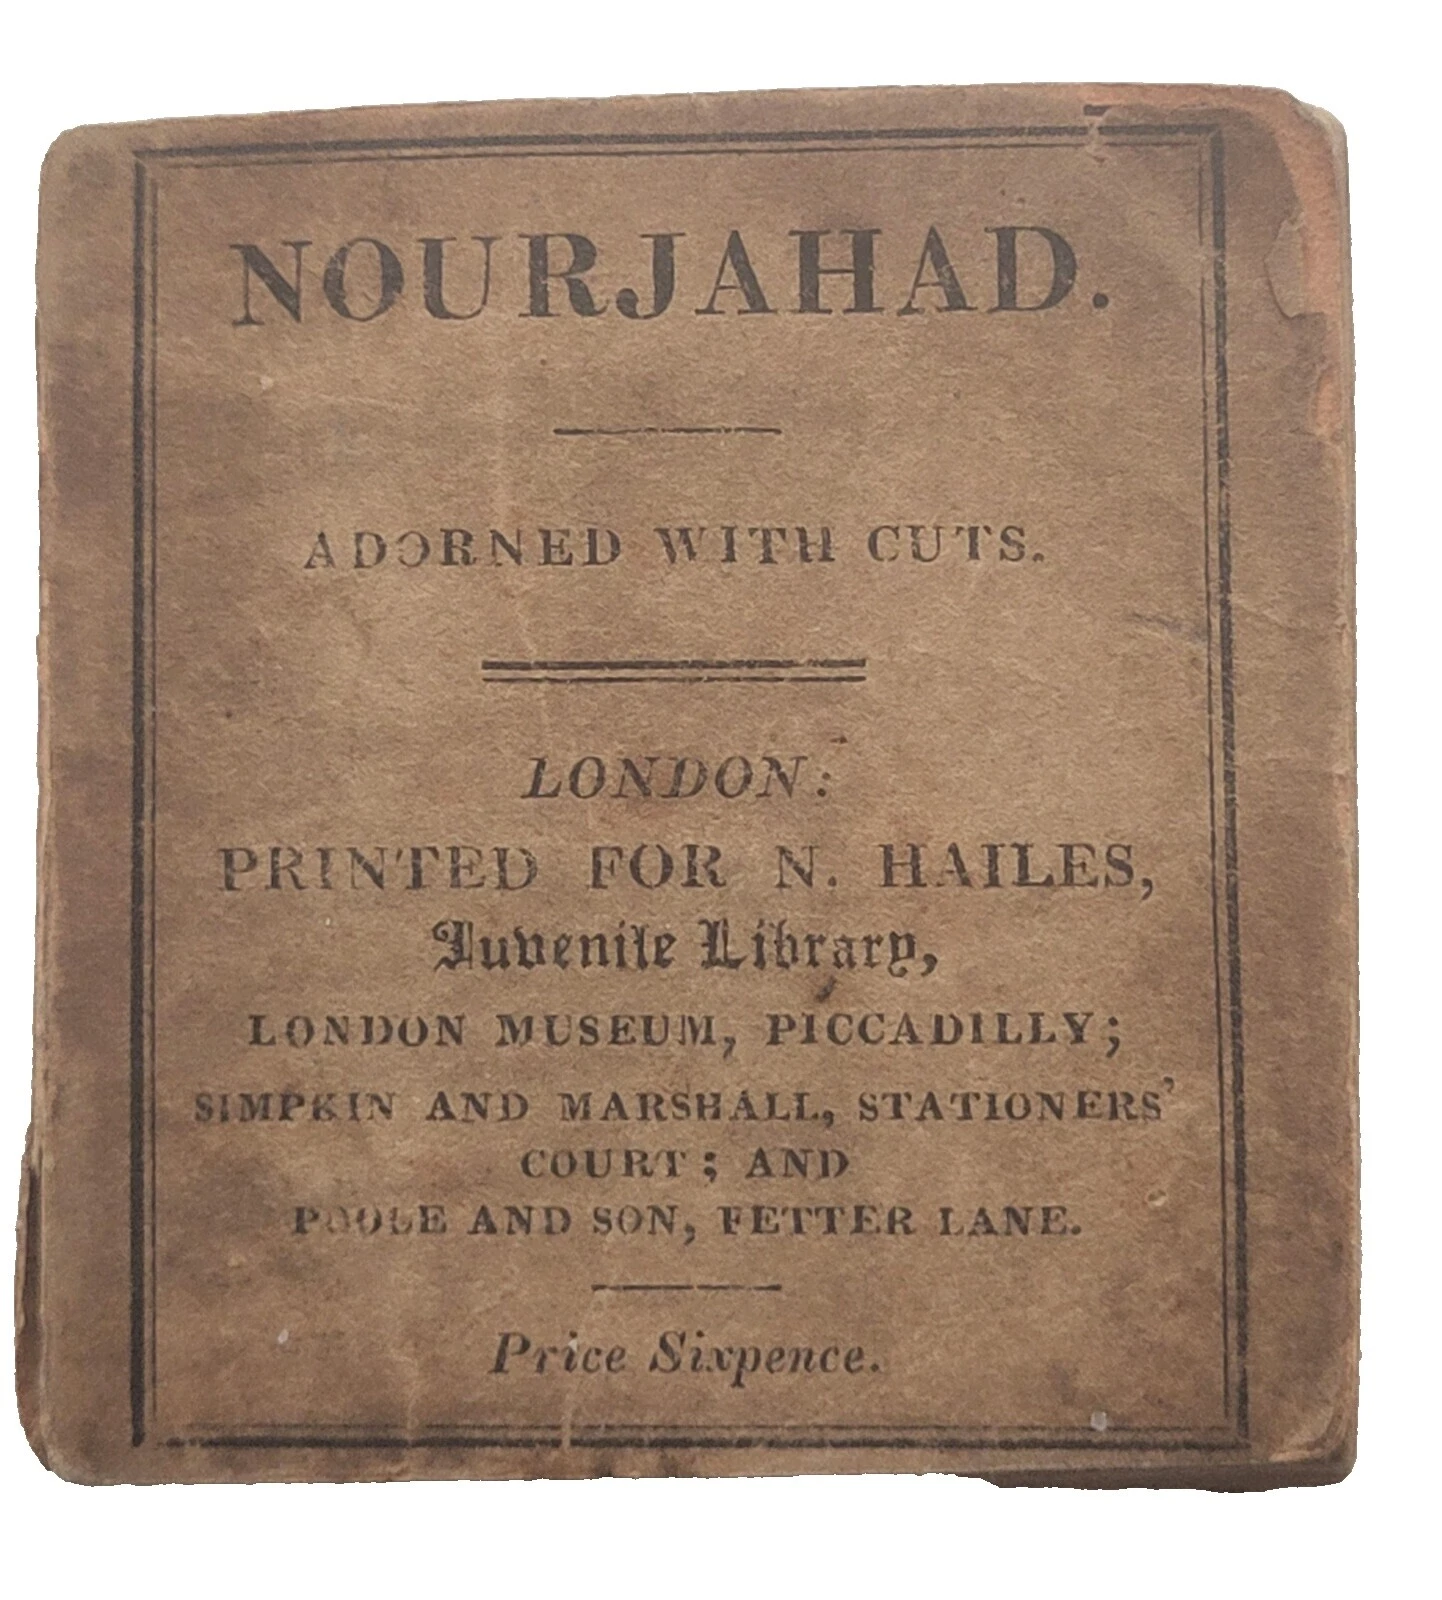 NOURJAHAD.
ADORNED WITH CUTS.
LONDON:
PRINTED FOR N. HAILES,
Juvenile Library,
LONDON MUSEUM, PICCADILLY;
SIMPKIN AND MARSHALL, STATIONERS'
COURT; AND
POOLE AND SON, FETTER LANE.
Price Sixpence.